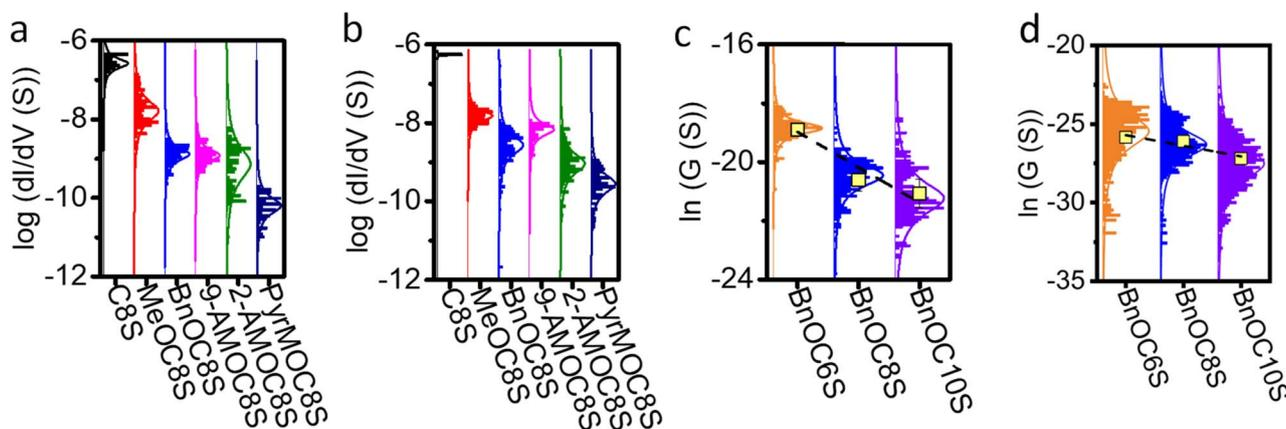 a
log (dI/dV (S))
-6
-8
-10
-12
C8S
MeOC8S
BnOC8S
9-AMOC8S
2-AMOC8S
PyrMOC8S
b
log (dI/dV (S))
-6
-8
-10
-12
C8S
MeOC8S
BnOC8S
9-AMOC8S
2-AMOC8S
PyrMOC8S
c
ln (G (S))
-16
-20
-24
BnOC6S
BnOC8S
BnOC10S
d
ln (G (S))
-20
-25
-30
-35
BnOC6S
BnOC8S
BnOC10S